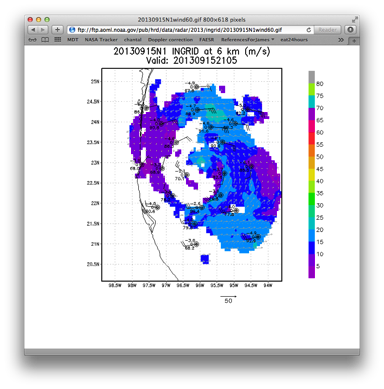 20130915N1wind60.gif 800×618 pixels
ftp://ftp.aoml.noaa.gov/pub/hrd/data/radar/2013/ingrid/20130915N1wind60.gif
Reader
MDT NASA Tracker chantal Doppler correction FAESR ReferencesForJames eat24hours
20130915N1 INGRID at 6 km (m/s)
Valid: 201309152105
25N
24.5N
24N
23.5N
23N
22.5N
22N
21.5N
21N
20.5N
98.5W 98W 97.5W 97W 96.5W 96W 95.5W 95W 94.5W 94W
80
75
70
65
60
55
50
45
40
35
30
25
20
15
10
5
50